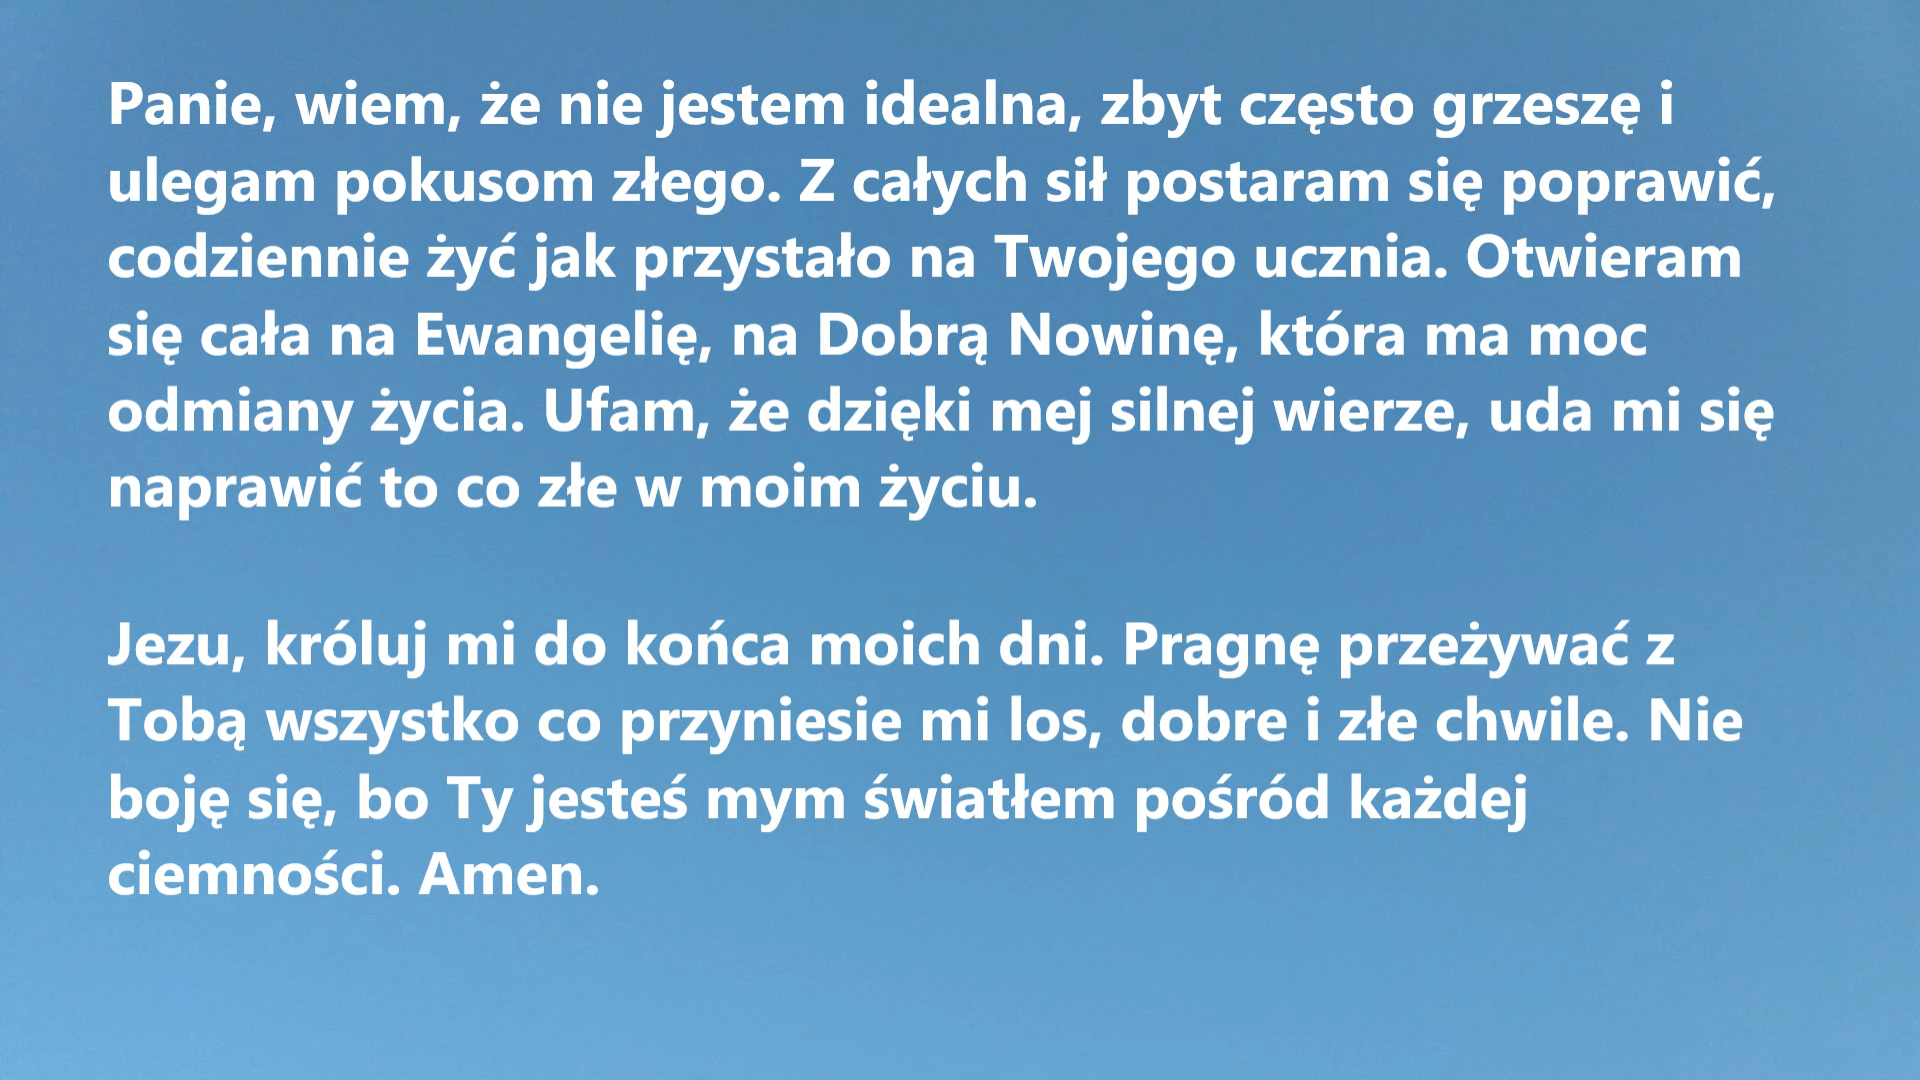 Panie, wiem, że nie jestem idealna, zbyt często grzeszę i
ulegam pokusom złego. Z całych sił postaram się poprawić,
codziennie żyć jak przystało na Twojego ucznia. Otwieram
się cała na Ewangelię, na Dobrą Nowinę, która ma moc
odmiany życia. Ufam, że dzięki mej silnej wierze, uda mi się
naprawić to co złe w moim życiu.

Jezu, króluj mi do końca moich dni. Pragnę przeżywać z
Tobą wszystko co przyniesie mi los, dobre i złe chwile. Nie
boję się, bo Ty jesteś mym światłem pośród każdej
ciemności. Amen.